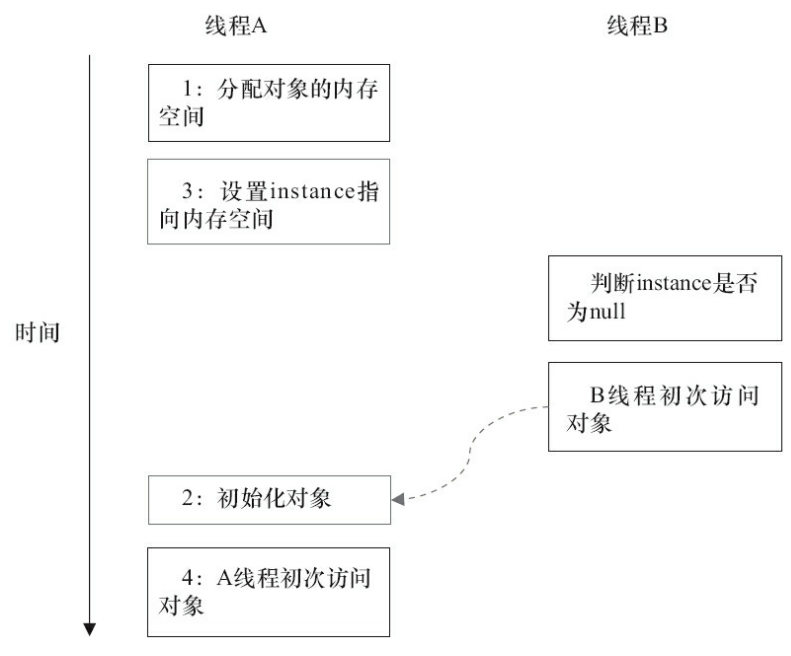 线程A
线程B
1：分配对象的内存
空间
3：设置instance指
向内存空间
判断instance是否
为null
时间
B线程初次访问
对象
2：初始化对象
4：A线程初次访问
对象